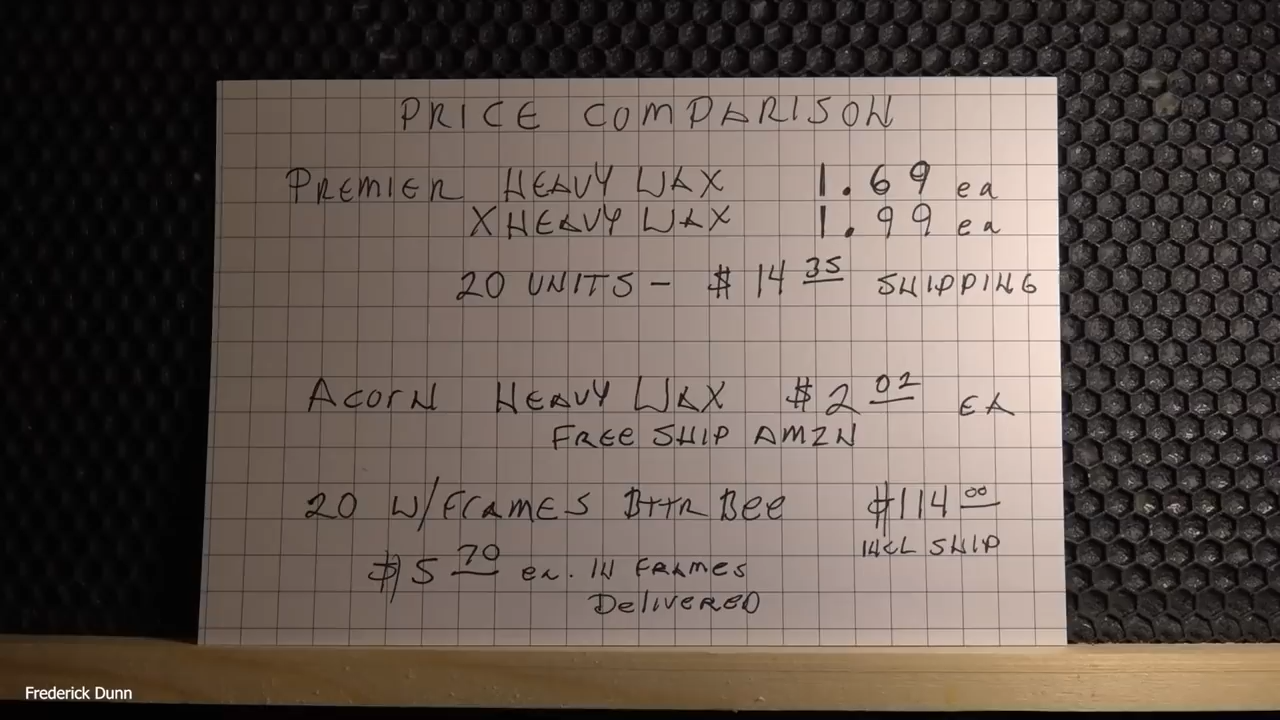 PRICE COMPARISON
PREMIER HEAVY WAX 1.69 ea
XHEAVY WAX 1.99 ea
20 UNITS - $ 14 35 SHIPPING
ACORN HEAVY WAX $2 02 EA
FREE SHIP AMZN
20 W/FRAMES BttR Bee $114 00
INCL SHIP
$5 70 ea. IN FRAMES
DeliVERED
Frederick Dunn